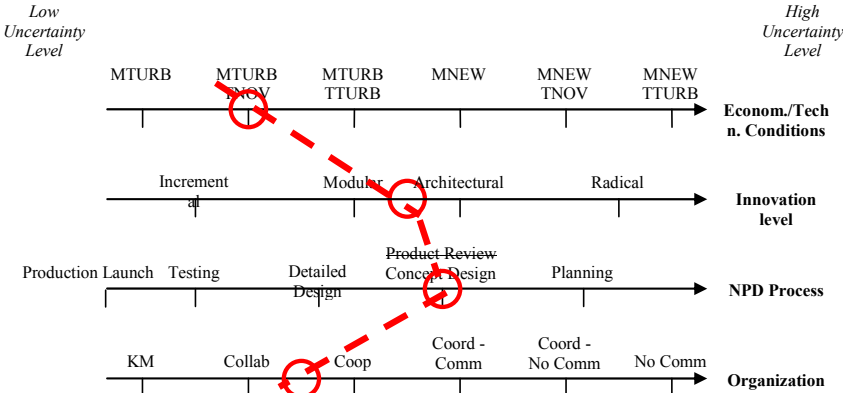 Low
Uncertainty
Level
High
Uncertainty
Level
MTURB
MTURB
TNOV
MTURB
TTURB
MNEW
MNEW
TNOV
MNEW
TTURB
Econom./Tech
n. Conditions
Increment
al
Modular
Architectural
Radical
Innovation
level
Production Launch
Testing
Detailed
Design
Product Review
Concept Design
Planning
NPD Process
KM
Collab
Coop
Coord -
Comm
Coord -
No Comm
No Comm
Organization